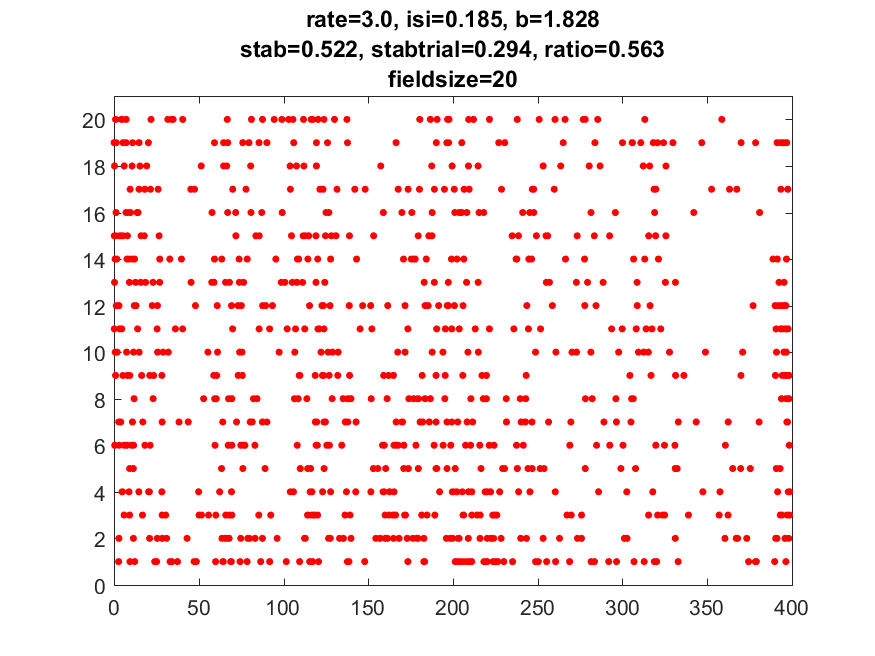 rate=3.0, isi=0.185, b=1.828
stab=0.522, stabtrial=0.294, ratio=0.563
fieldsize=20
20
18
16
14
12
10
8
6
4
2
0
0 50 100 150 200 250 300 350 400